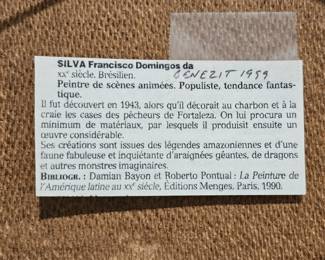 SILVA Francisco Domingos da
XXᵉ siècle. Brésilien. BENEZIT 1999
Peintre de scènes animées. Populiste, tendance fantas-
tique.
Il fut découvert en 1943, alors qu'il décorait au charbon et à la
craie les cases des pêcheurs de Fortaleza. On lui procura un
minimum de matériaux, par lesquels il produisit ensuite un
œuvre considérable.
Ses créations sont issues des légendes amazoniennes et d'une
faune fabuleuse et inquiétante d'araignées géantes, de dragons
et autres monstres imaginaires.
BIBLIOGR. : Damian Bayon et Roberto Pontual : La Peinture de
l'Amérique latine au XXᵉ siècle, Éditions Menges, Paris, 1990.